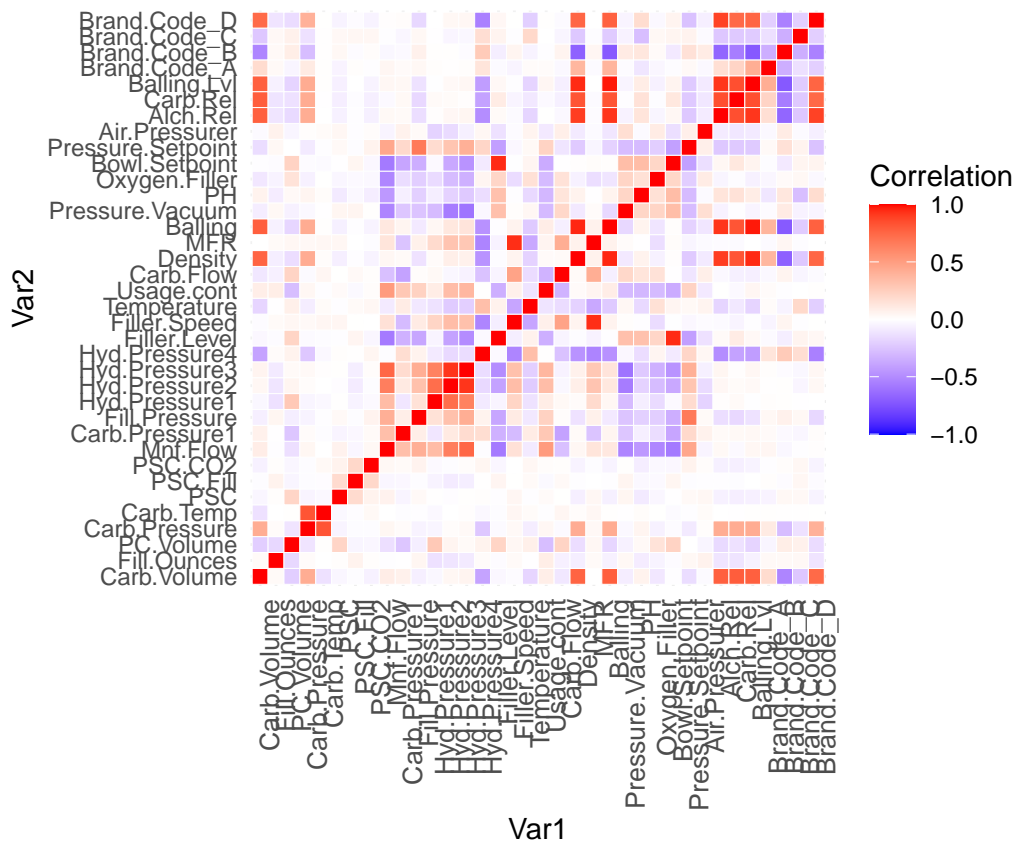 Brand.Code_D
Brand.Code_C
Brand.Code_B
Brand.Code_A
Balling.Lvl
Carb.Rel
Alch.Rel
Air.Pressurer
Pressure.Setpoint
Bowl.Setpoint
Oxygen.Filler
PH
Pressure.Vacuum
Balling
MFR
Density
Carb.Flow
Usage.cont
Temperature
Filler.Speed
Filler.Level
Hyd.Pressure4
Hyd.Pressure3
Hyd.Pressure2
Hyd.Pressure1
Fill.Pressure
Carb.Pressure1
Mnf.Flow
PSC.CO2
PSC.Fill
PSC
Carb.Temp
Carb.Pressure
PC.Volume
Fill.Ounces
Carb.Volume
Var2
Carb.Volume
Fill.Ounces
PC.Volume
Carb.Pressure
Carb.Temp
PSC
PSC.Fill
PSC.CO2
Mnf.Flow
Carb.Pressure1
Fill.Pressure
Hyd.Pressure1
Hyd.Pressure2
Hyd.Pressure3
Hyd.Pressure4
Filler.Level
Filler.Speed
Temperature
Usage.cont
Carb.Flow
Density
MFR
Balling
Pressure.Vacuum
PH
Oxygen.Filler
Bowl.Setpoint
Pressure.Setpoint
Air.Pressurer
Alch.Rel
Carb.Rel
Balling.Lvl
Brand.Code_A
Brand.Code_B
Brand.Code_C
Brand.Code_D
Var1
Correlation
1.0
0.5
0.0
−0.5
−1.0